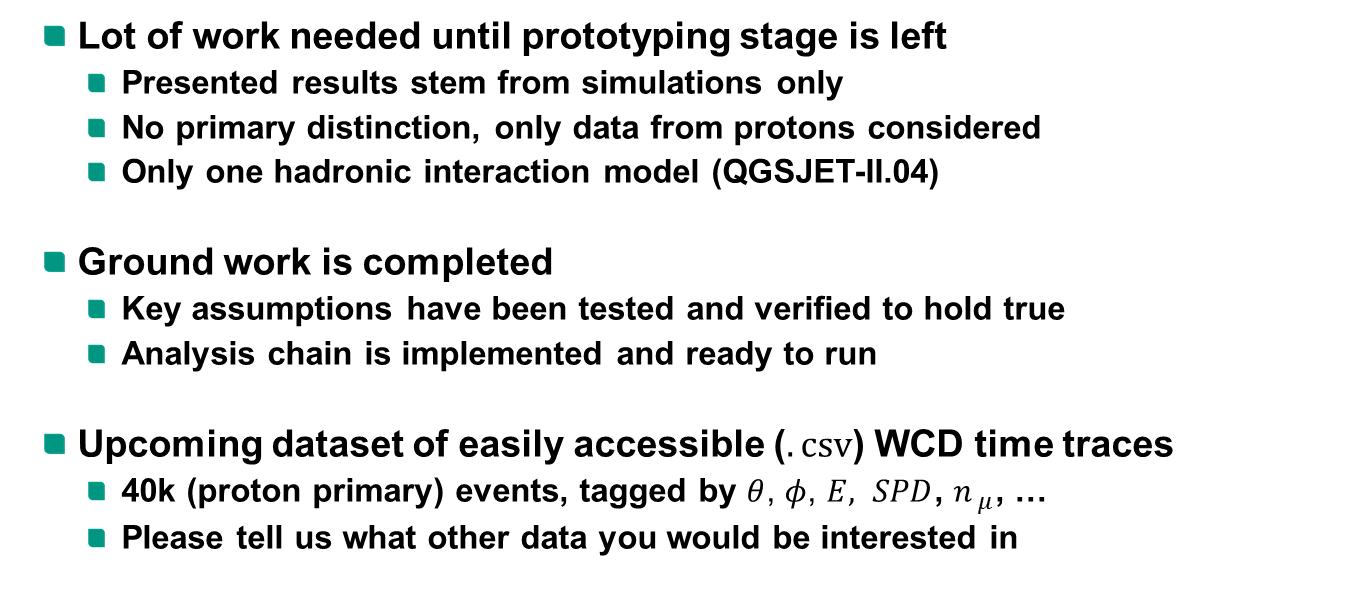 Lot of work needed until prototyping stage is left
Presented results stem from simulations only
No primary distinction, only data from protons considered
Only one hadronic interaction model (QGSJET-II.04)
Ground work is completed
Key assumptions have been tested and verified to hold true
Analysis chain is implemented and ready to run
Upcoming dataset of easily accessible (.csv) WCD time traces
40k (proton primary) events, tagged by θ, ϕ, E, SPD, n_μ, …
Please tell us what other data you would be interested in